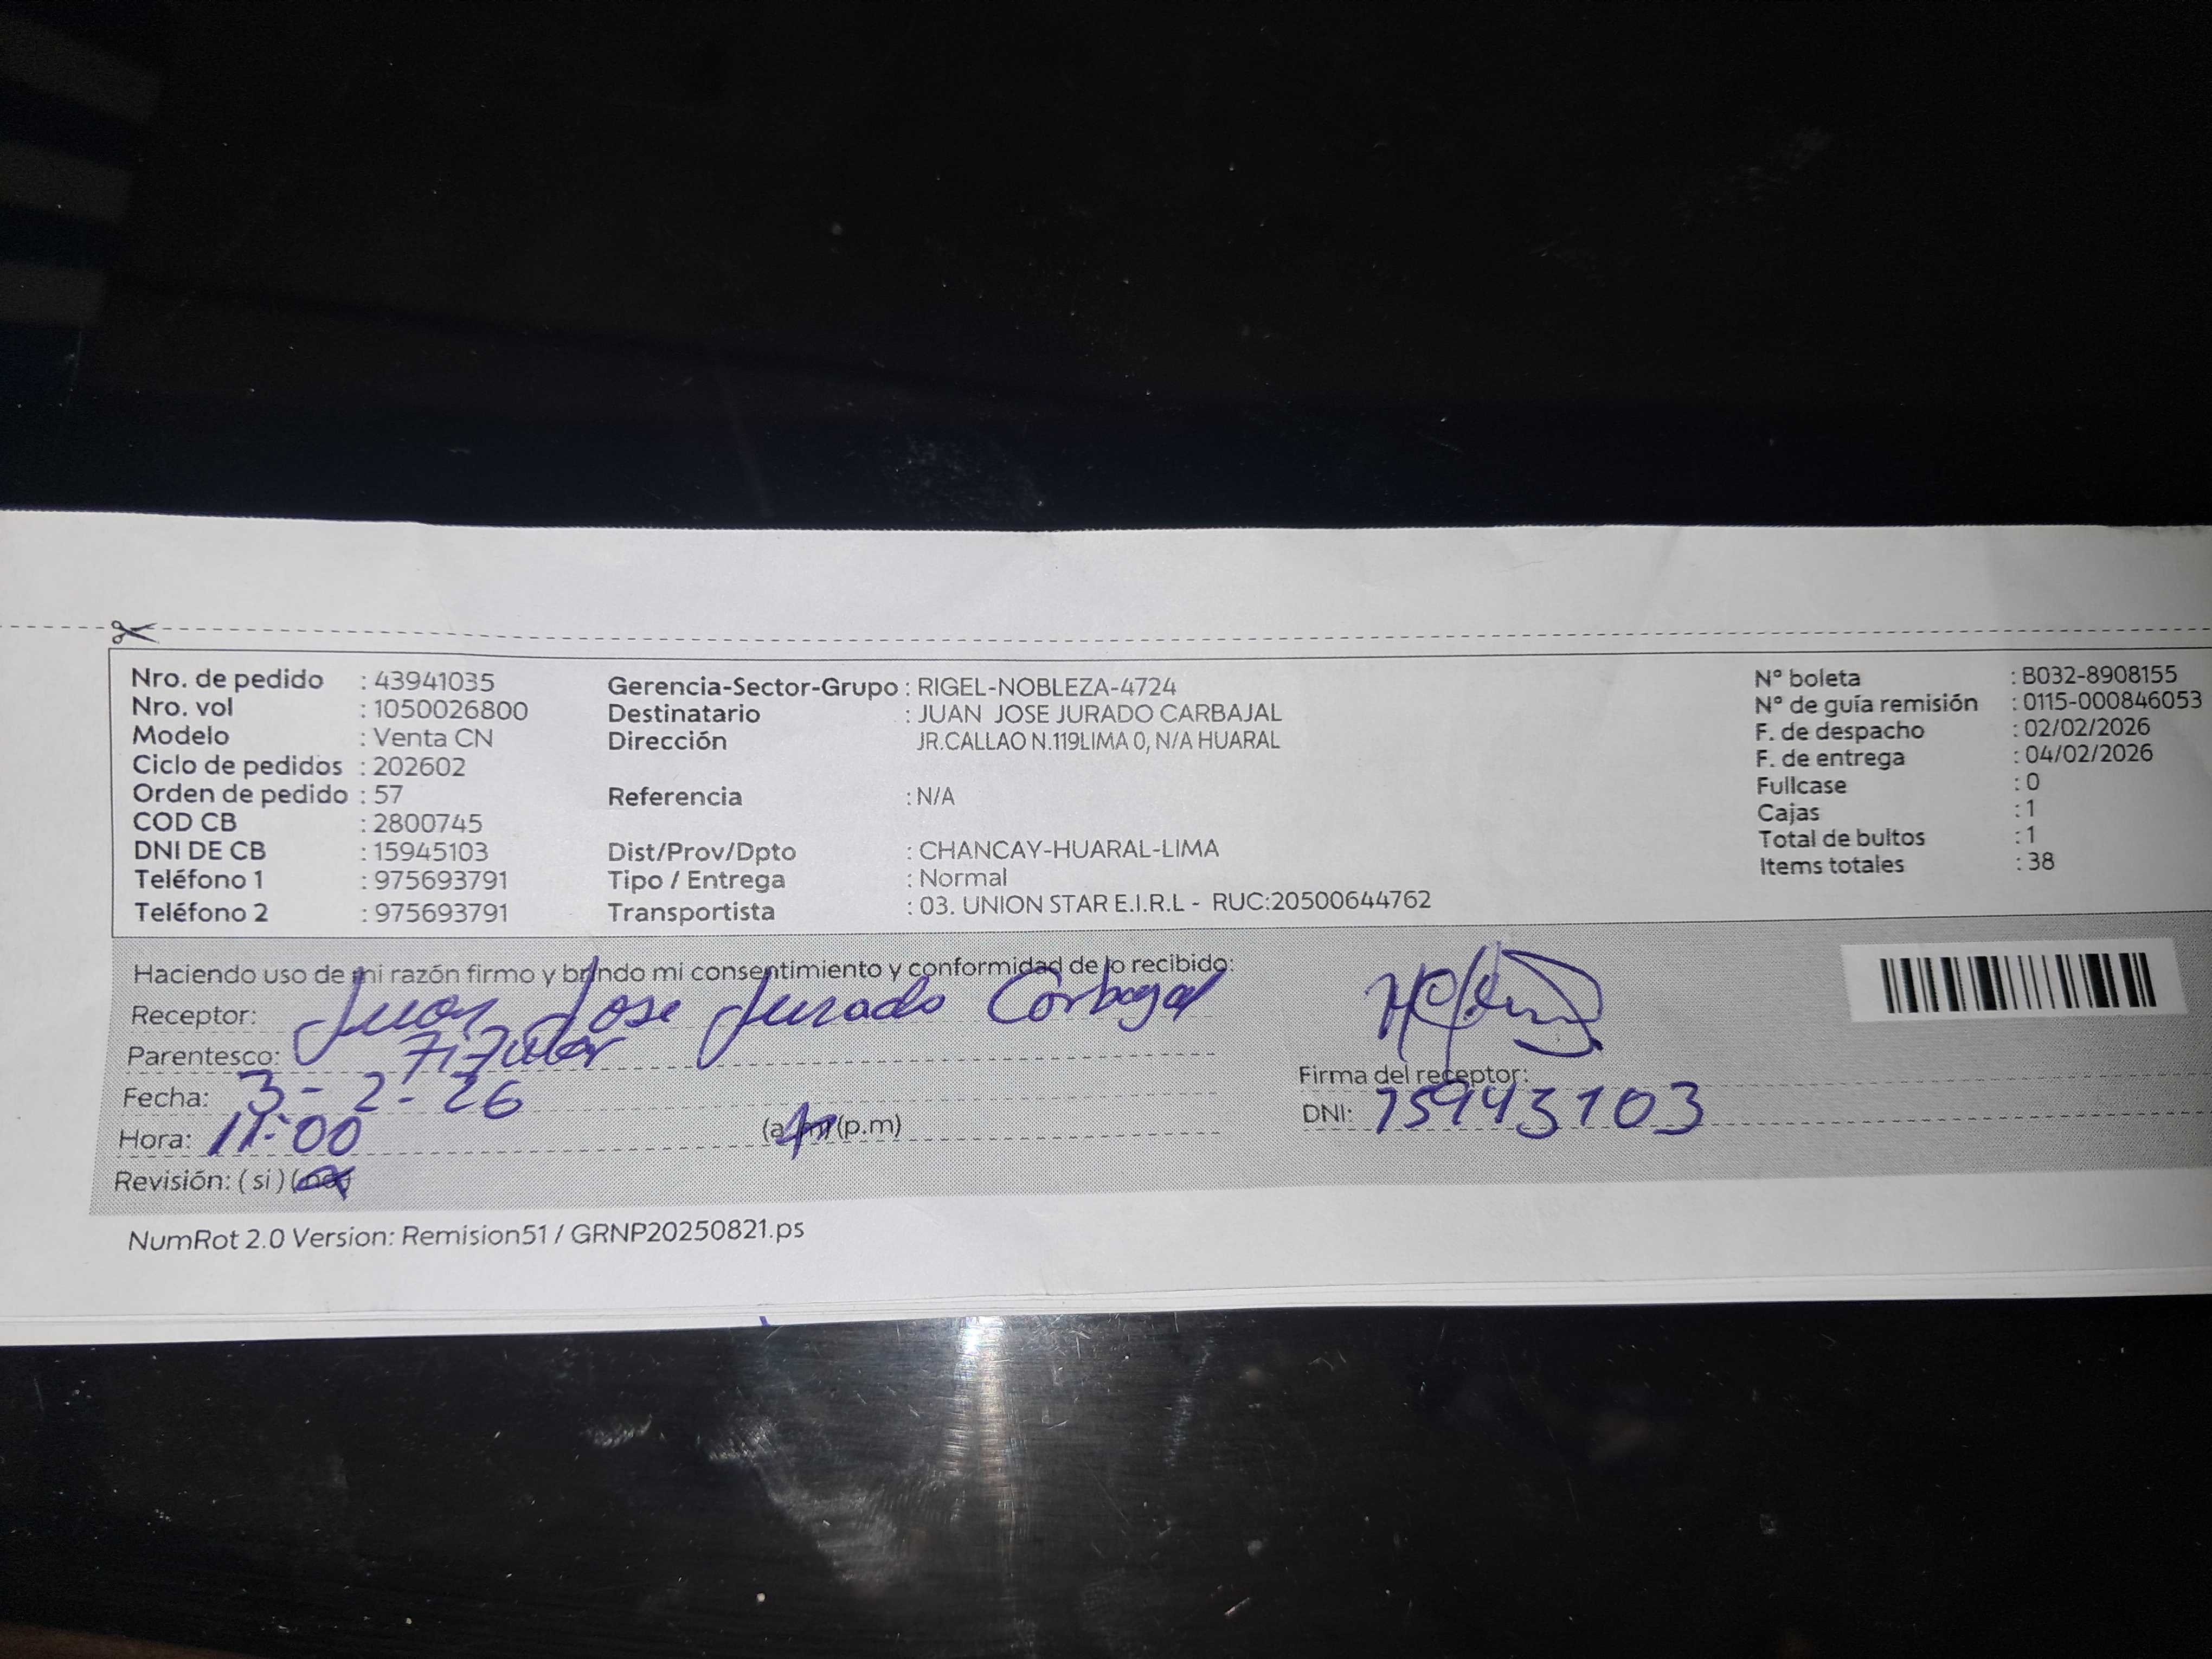 Nro. de pedido : 43941035
Nro. vol : 1050026800
Modelo : Venta CN
Ciclo de pedidos : 202602
Orden de pedido : 57
COD CB : 2800745
DNI DE CB : 15945103
Teléfono 1 : 975693791
Teléfono 2 : 975693791
Gerencia-Sector-Grupo : RIGEL-NOBLEZA-4724
Destinatario : JUAN JOSE JURADO CARBAJAL
Dirección JR.CALLAO N.119LIMA 0, N/A HUARAL
Referencia : N/A
Dist/Prov/Dpto : CHANCAY-HUARAL-LIMA
Tipo / Entrega : Normal
Transportista : 03. UNION STAR E.I.R.L - RUC:20500644762
Nº boleta : B032-8908155
Nº de guía remisión : 0115-000846053
F. de despacho : 02/02/2026
F. de entrega : 04/02/2026
Fullcase : 0
Cajas : 1
Total de bultos : 1
Items totales : 38
Haciendo uso de mi razón firmo y brindo mi consentimiento y conformidad de lo recibido:
Receptor: Juan Jose Jurado Carbajal
Parentesco: Titular
Fecha: 3-2-26
Hora: 11:00 (a.m) (p.m)
Revisión: (si) (no)
Firma del receptor:
DNI: 15945103
NumRot 2.0 Version: Remision51 / GRNP20250821.ps